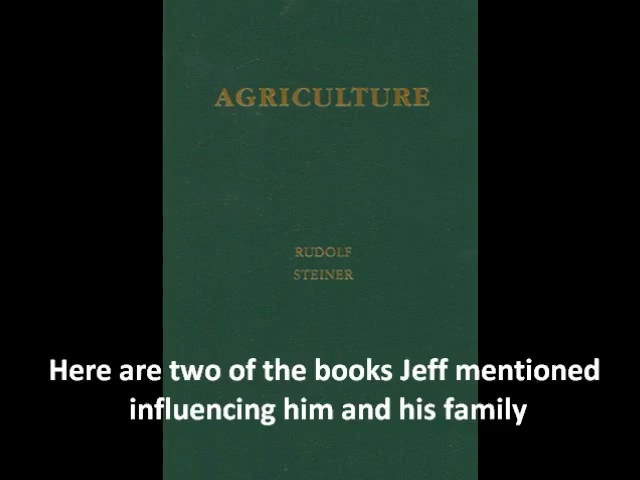 AGRICULTURE
RUDOLF
STEINER
Here are two of the books Jeff mentioned
influencing him and his family